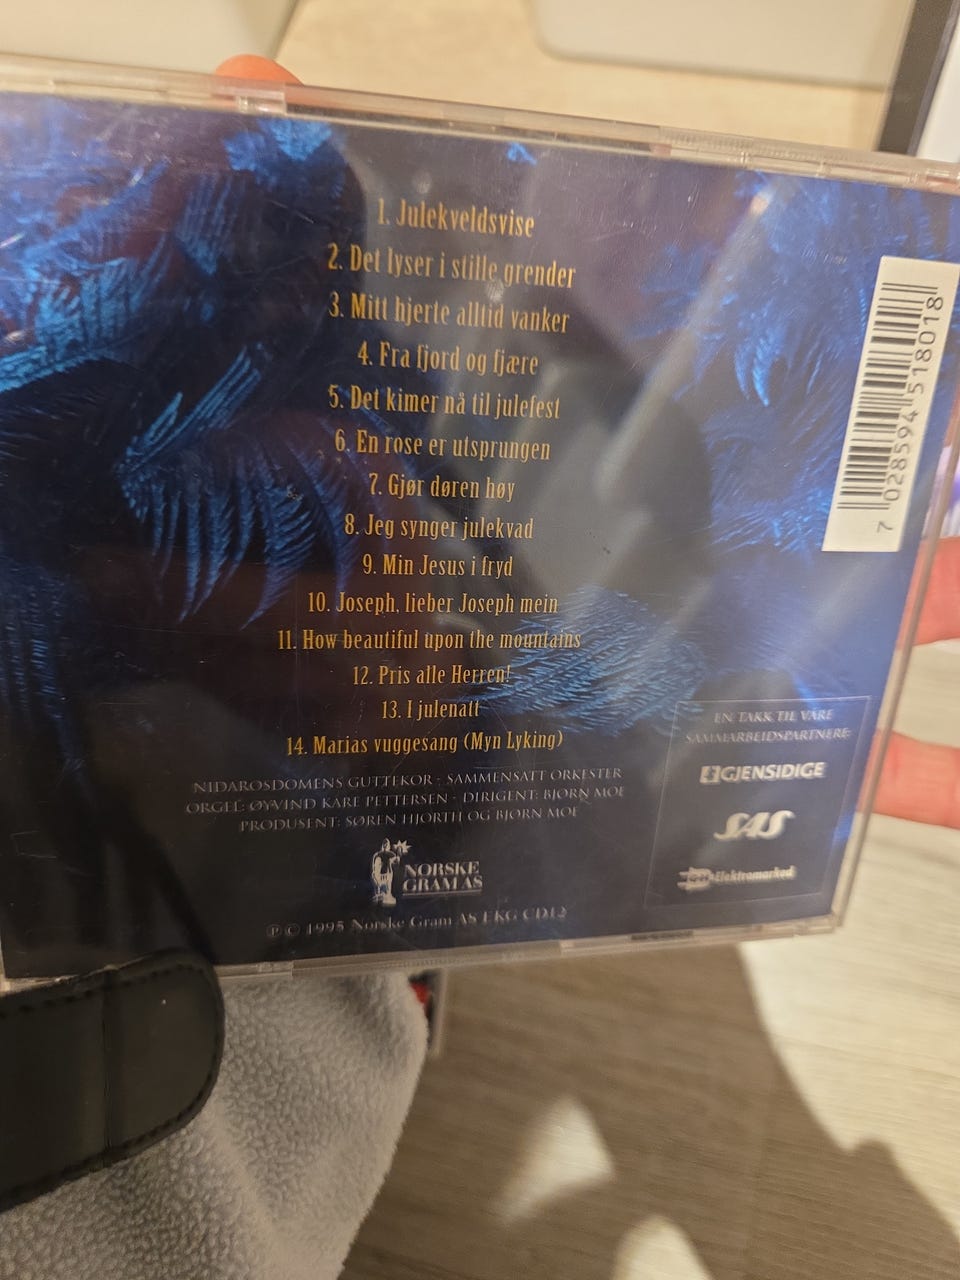 1. Julekveldsvise
2. Det lyser i stille grender
3. Mitt hjerte alltid vanker
4. Fra fjord og fjære
5. Det kimer nå til julefest
6. En rose er utsprungen
7. Gjør døren høy
8. Jeg synger julekvad
9. Min Jesus i fryd
10. Joseph, lieber Joseph mein
11. How beautiful upon the mountains
12. Pris alle Herren!
13. I julenatt
14. Marias vuggesang (Myn Lyking)
NIDAROSDOMENS GUTTEKOR - SAMMENSATT ORKESTER
ORGEL: ØYVIND KARE PETTERSEN - DIRIGENT: BJØRN MOE
PRODUSENT: SØREN HJORTH OG BJØRN MOE
NORSKE
GRAM AS
℗ © 1995 Norske Gram AS EKG CD12
EN TAKK TIL VÅRE
SAMMARBEIDSPARTNERE:
GJENSIDIGE
SAS
Elektromarked
7 028594 518018